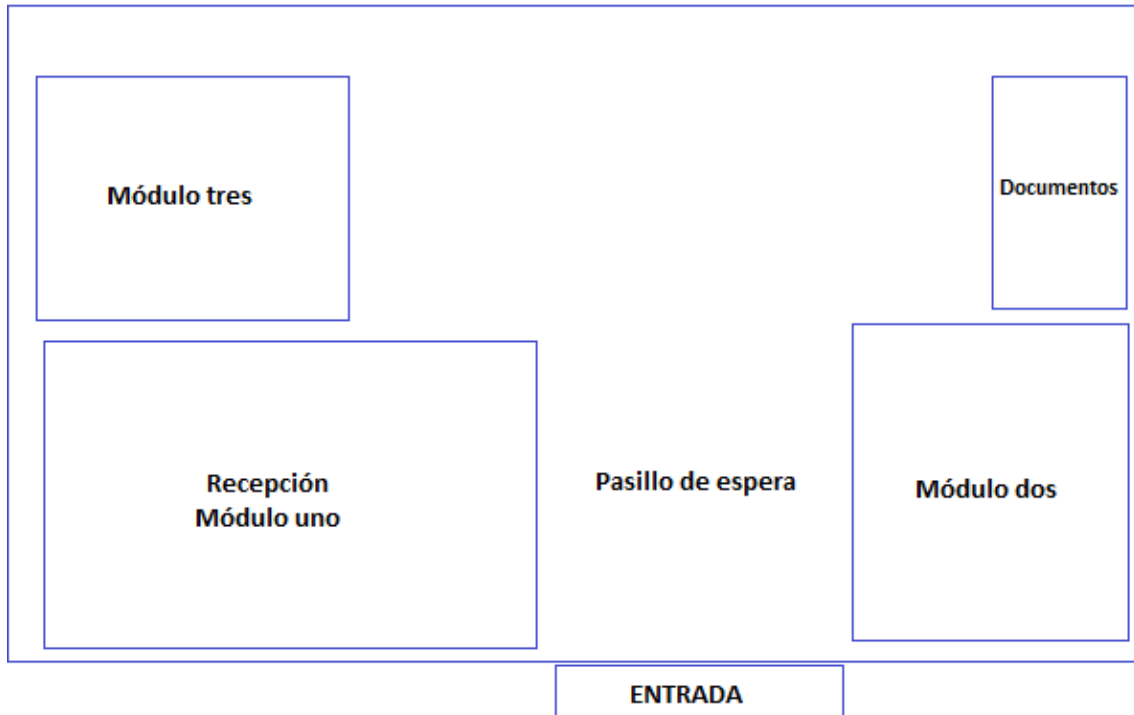 Módulo tres
Documentos
Recepción
Módulo uno
Pasillo de espera
Módulo dos
ENTRADA